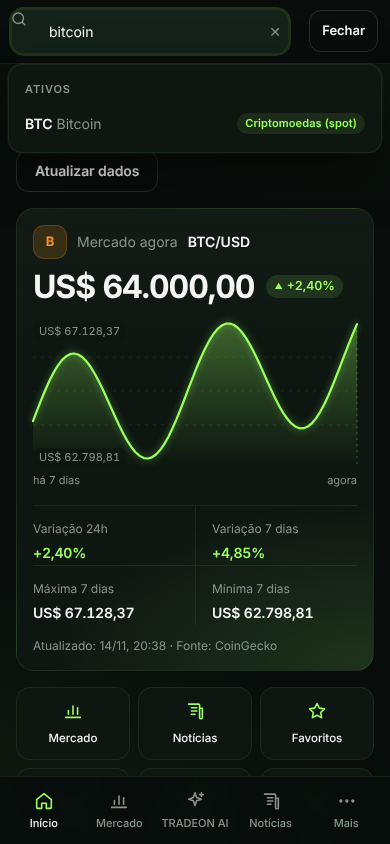 bitcoin
Fechar
ATIVOS
BTC Bitcoin Criptomoedas (spot)
Atualizar dados
B Mercado agora BTC/USD
US$ 64.000,00 +2,40%
US$ 67.128,37
US$ 62.798,81
há 7 dias agora
Variação 24h Variação 7 dias
+2,40% +4,85%
Máxima 7 dias Mínima 7 dias
US$ 67.128,37 US$ 62.798,81
Atualizado: 14/11, 20:38 · Fonte: CoinGecko
Mercado Notícias Favoritos
Início Mercado TRADEON AI Notícias Mais